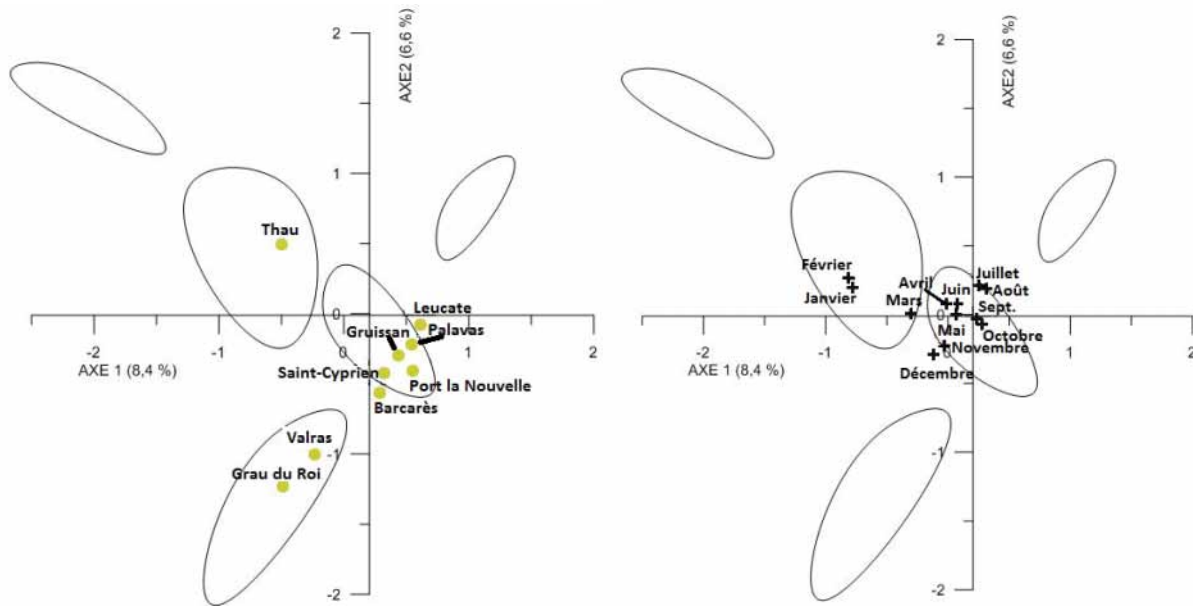 2
AXE2 (6,6 %)
1
Thau
0
Leucate
-2
-1
0
1
2
Gruissan
Palavas
AXE 1 (8,4 %)
Saint-Cyprien
Port la Nouvelle
Barcarès
Valras
-1
Grau du Roi
-2
2
AXE2 (6,6 %)
1
Février
Avril
Juin
Juillet
Janvier
Août
Mars
0
Sept.
-2
-1
0
1
2
Mai
Octobre
AXE 1 (8,4 %)
Novembre
Décembre
-1
-2